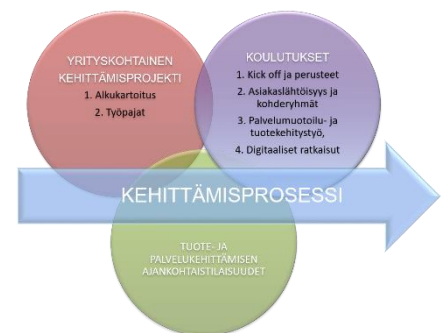 YRITYSKOHTAINEN
KEHITTÄMISPROJEKTI
1. Alkukartoitus
2. Työpajat
KOULUTUKSET
1. Kick off ja perusteet
2. Asiakaslähtöisyys ja
kohderyhmät
3. Palvelumuotoilu- ja
tuotekehitystyö,
4. Digitaaliset ratkaisut
KEHITTÄMISPROSESSI
TUOTE- JA
PALVELUKEHITTÄMISEN
AJANKOHTAISTILAISUUDET